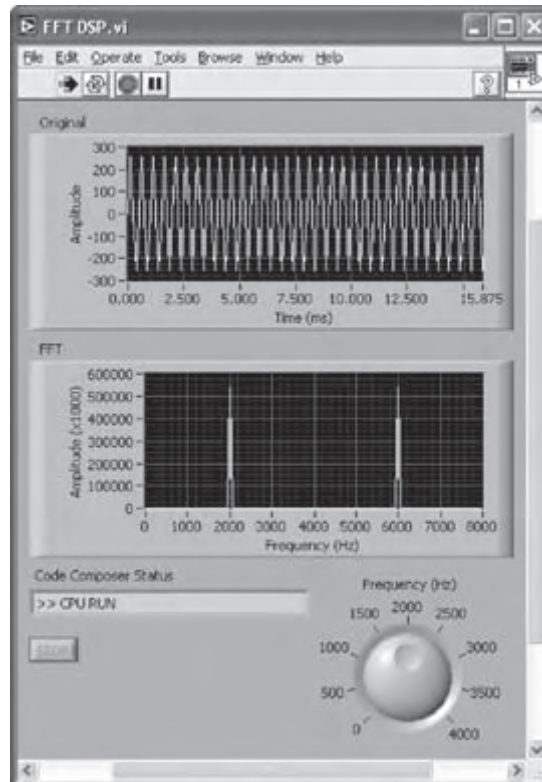 FFT DSP.vi
File Edit Operate Tools Browse Window Help
1
Original
Amplitude
300
200
100
0
-100
-200
-300
0.000 2.500 5.000 7.500 10.000 12.500 15.875
Time (ms)
FFT
Amplitude (x1000)
600000
500000
400000
300000
200000
100000
0
0 1000 2000 3000 4000 5000 6000 7000 8000
Frequency (Hz)
Code Composer Status
>> CPU RUN
Frequency (Hz)
0 500 1000 1500 2000 2500 3000 3500 4000